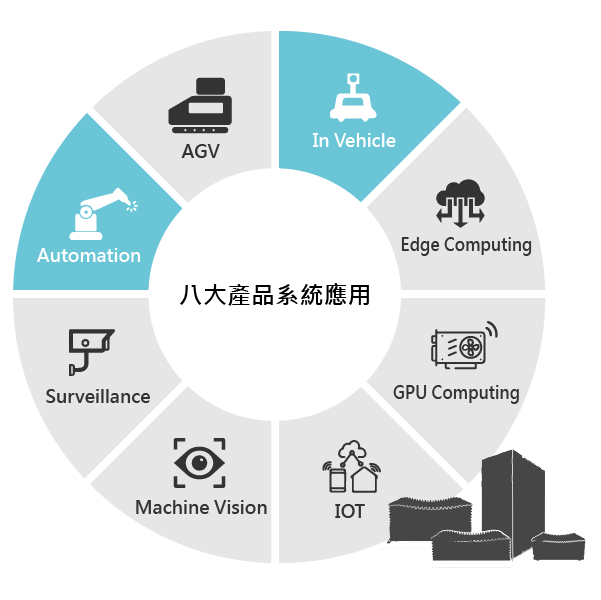 AGV
In Vehicle
Edge Computing
GPU Computing
IOT
Machine Vision
Surveillance
Automation
八大產品系統應用